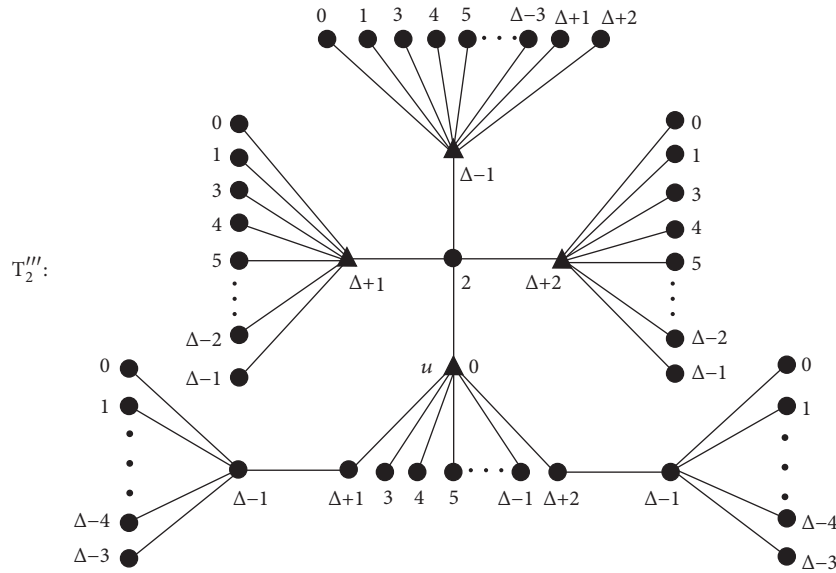 0 1 3 4 5 Δ−3 Δ+1 Δ+2
Δ−1
0 0
1 1
3 3
4 4
5 5
T₂′′′:
Δ+1 2 Δ+2
Δ−2 Δ−2
Δ−1 Δ−1
0 u 0 0
1 1
Δ−1 Δ+1 3 4 5 Δ−1 Δ+2 Δ−1
Δ−4 Δ−4
Δ−3 Δ−3